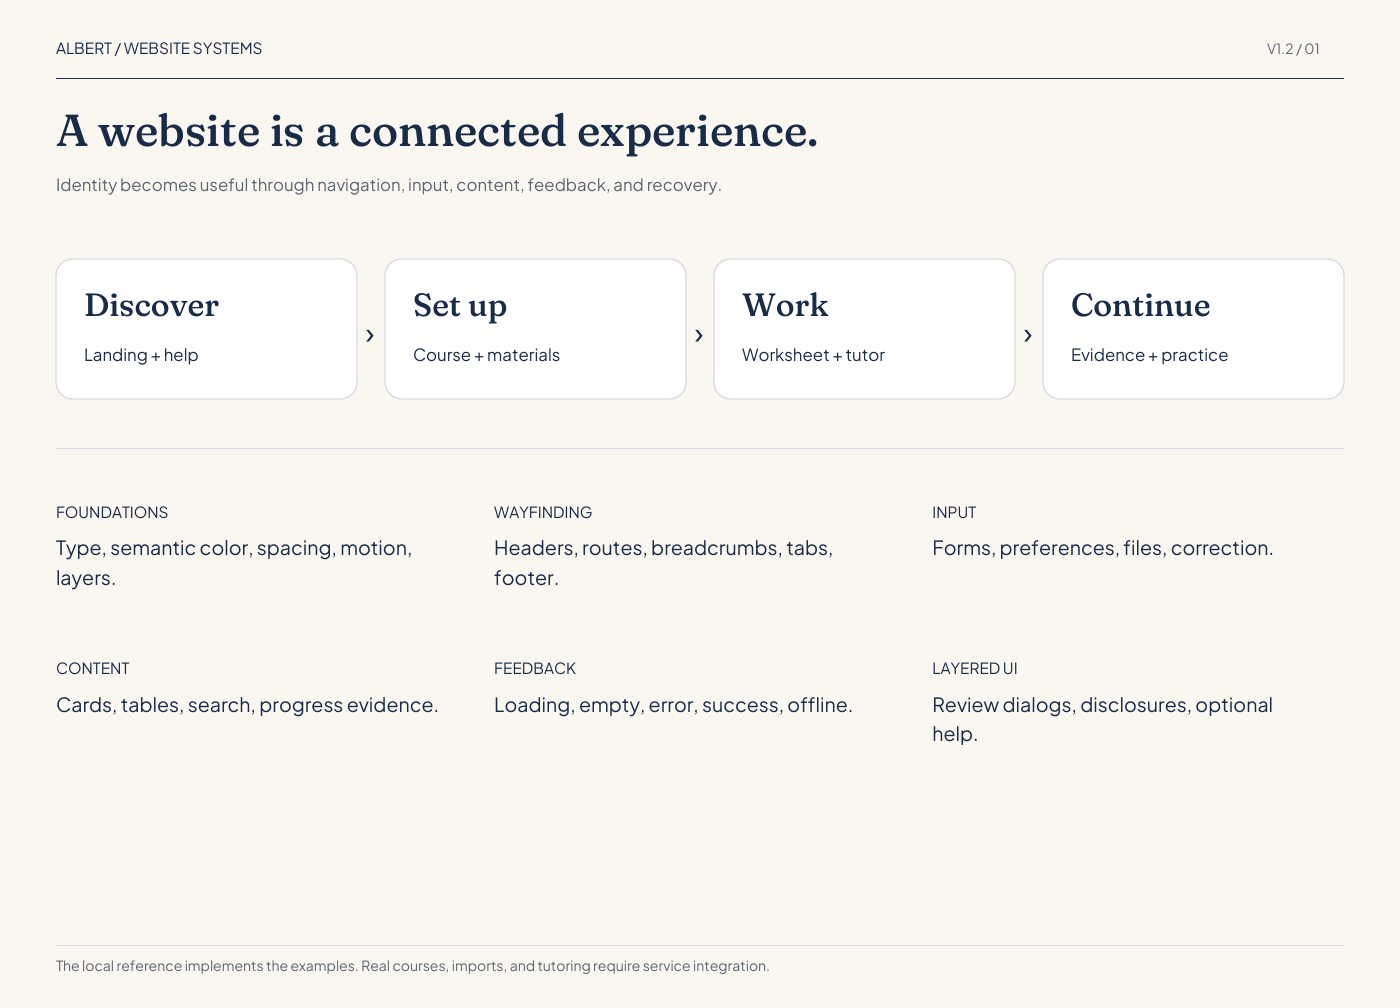 ALBERT / WEBSITE SYSTEMS
V1.2 / 01
A website is a connected experience.
Identity becomes useful through navigation, input, content, feedback, and recovery.
Discover
Landing + help
›
Set up
Course + materials
›
Work
Worksheet + tutor
›
Continue
Evidence + practice
FOUNDATIONS
Type, semantic color, spacing, motion,
layers.
WAYFINDING
Headers, routes, breadcrumbs, tabs,
footer.
INPUT
Forms, preferences, files, correction.
CONTENT
Cards, tables, search, progress evidence.
FEEDBACK
Loading, empty, error, success, offline.
LAYERED UI
Review dialogs, disclosures, optional
help.
The local reference implements the examples. Real courses, imports, and tutoring require service integration.